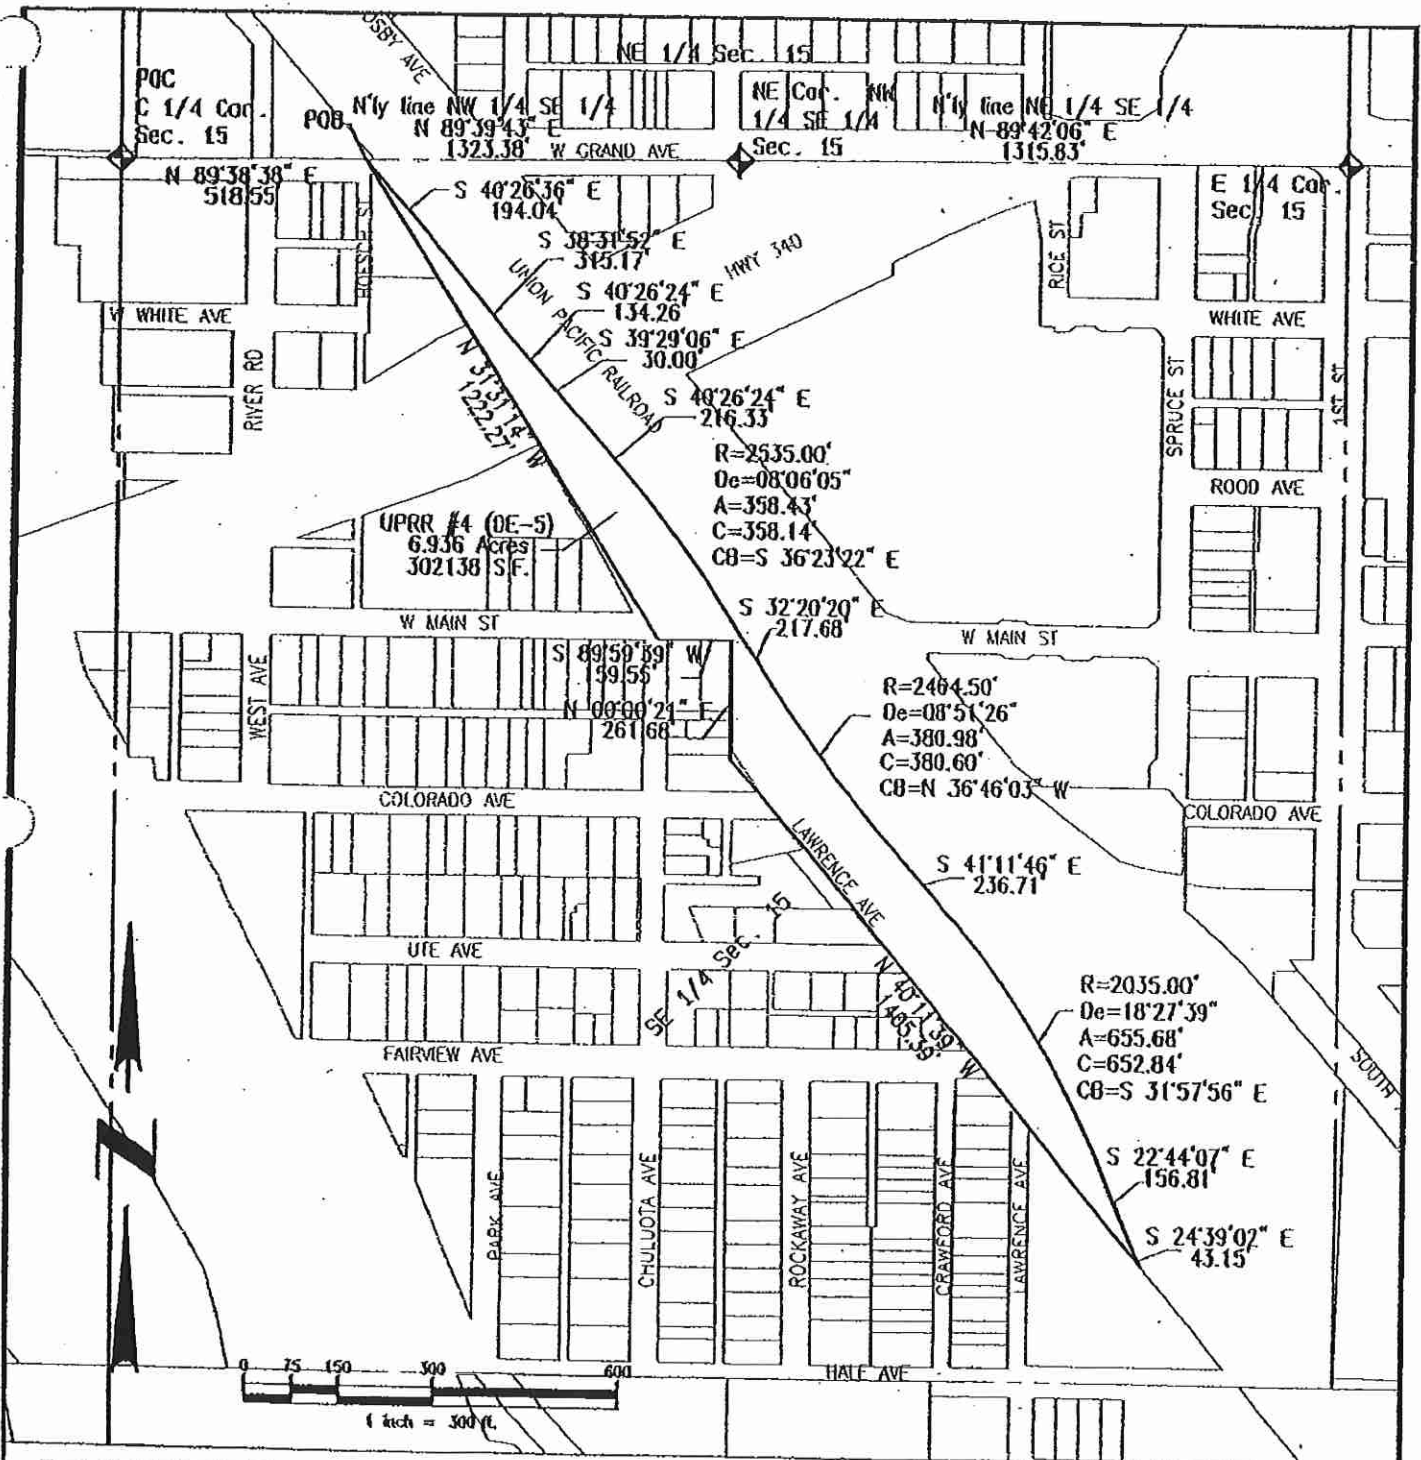 OSBY AVE
NE 1/4 Sec. 15
POC
C 1/4 Cor.
Sec. 15
POB
N'ly line NW 1/4 SE 1/4
N 89°39'43" E
1323.38'
W GRAND AVE
NE Cor. NW
1/4 SE 1/4
Sec. 15
N'ly line NE 1/4 SE 1/4
N 89°42'06" E
1315.83'
N 89°38'38" E
518.55
E 1/4 Cor.
Sec. 15
S 40°26'36" E
194.04'
S 38°31'52" E
315.17'
S 40°26'24" E
134.26'
S 39°29'06" E
30.00'
S 40°26'24" E
216.33'
UNION PACIFIC RAILROAD
HWY 340
RICE ST
W WHITE AVE
WHITE AVE
RIVER RD
SPRUCE ST
1ST ST
N 31°31'14" W
1222.27'
R=2535.00'
De=08°06'05"
A=358.43'
C=358.14'
CB=S 36°23'22" E
ROOD AVE
UPRR #4 (DE-5)
6.936 Acres
302138 S.F.
S 32°20'20" E
217.68'
W MAIN ST
W MAIN ST
WEST AVE
S 89°59'39" W
59.55'
N 00°00'21" E
261.68'
R=2464.50'
De=08°51'26"
A=380.98'
C=380.60'
CB=N 36°46'03" W
COLORADO AVE
COLORADO AVE
LAWRENCE AVE
S 41°11'46" E
236.71'
UTE AVE
SE 1/4 Sec. 15
N 40°11'39" W
1405.39'
R=2035.00'
De=18°27'39"
A=655.68'
C=652.84'
CB=S 31°57'56" E
FAIRVIEW AVE
SOUTH
S 22°44'07" E
156.81'
S 24°39'02" E
43.15'
PARK AVE
CHULUOTA AVE
ROCKAWAY AVE
CRAWFORD AVE
LAWRENCE AVE
HALE AVE
0 75 150 300 600
1 inch = 300 ft.
N